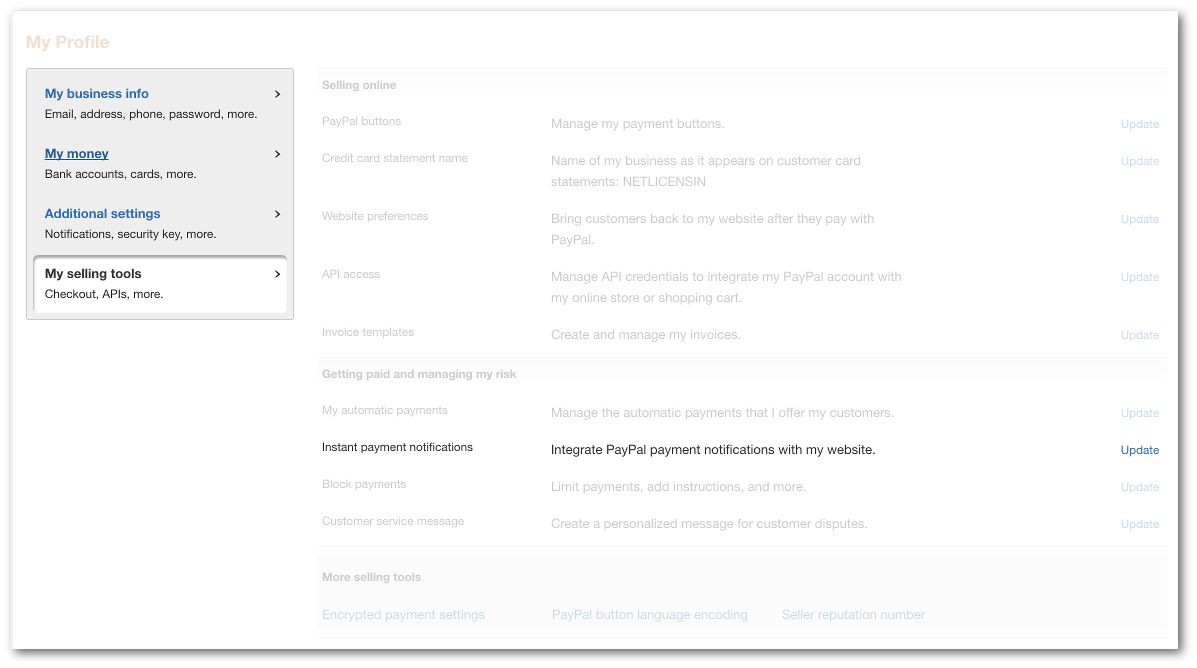 My Profile
My business info
Email, address, phone, password, more.
My money
Bank accounts, cards, more.
Additional settings
Notifications, security key, more.
My selling tools
Checkout, APIs, more.
Selling online
PayPal buttons Manage my payment buttons. Update
Credit card statement name Name of my business as it appears on customer card Update
statements: NETLICENSIN
Website preferences Bring customers back to my website after they pay with Update
PayPal.
API access Manage API credentials to integrate my PayPal account with Update
my online store or shopping cart.
Invoice templates Create and manage my invoices. Update
Getting paid and managing my risk
My automatic payments Manage the automatic payments that I offer my customers. Update
Instant payment notifications Integrate PayPal payment notifications with my website. Update
Block payments Limit payments, add instructions, and more. Update
Customer service message Create a personalized message for customer disputes. Update
More selling tools
Encrypted payment settings PayPal button language encoding Seller reputation number